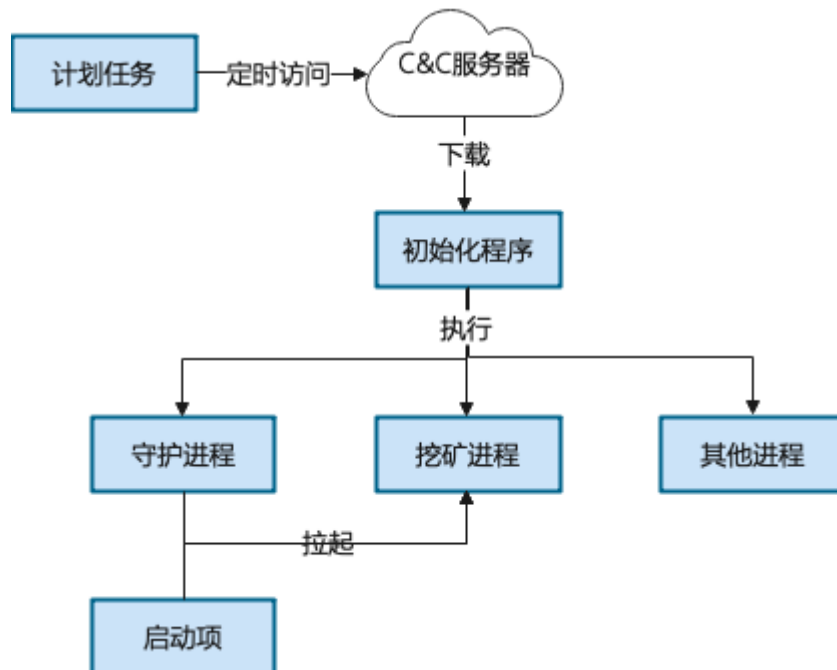 计划任务
定时访问
C&C服务器
下载
初始化程序
执行
守护进程
挖矿进程
其他进程
拉起
启动项